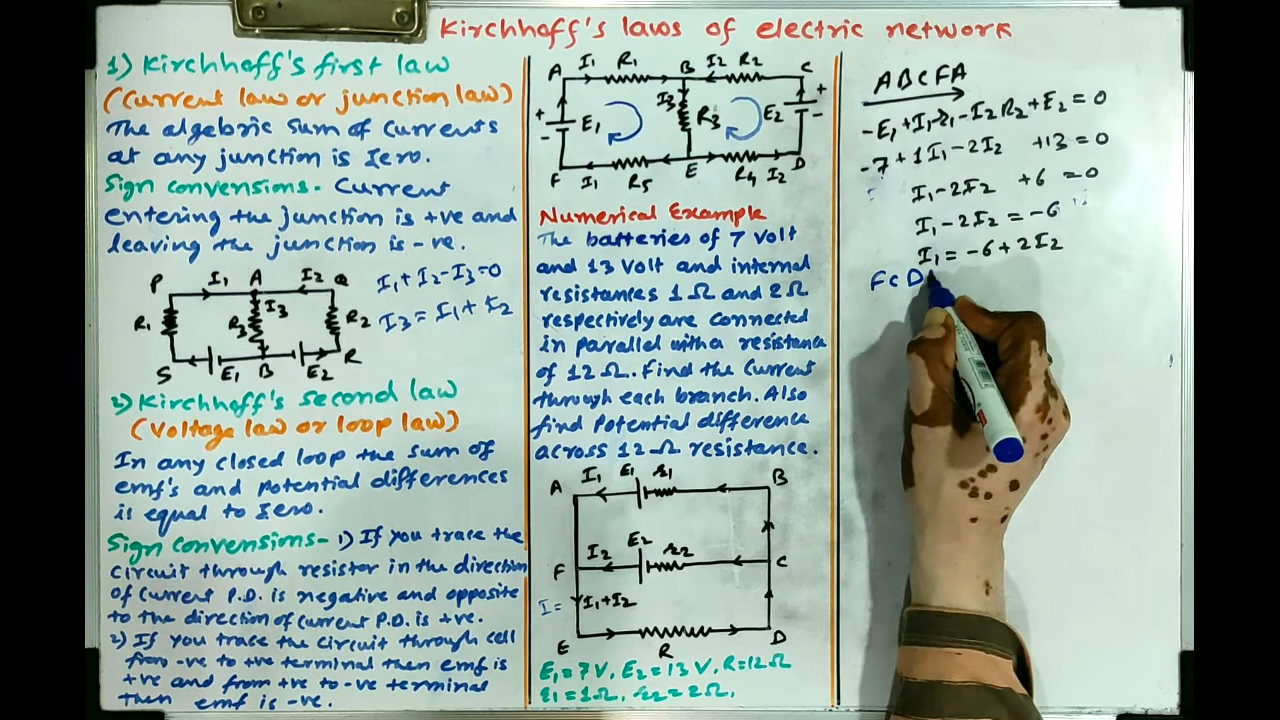 Kirchhoff's laws of electric network
1) Kirchhoff's first law
(Current law or junction law)
The algebric sum of currents
at any junction is zero.
Sign convensions- Current
entering the junction is +ve and
leaving the junction is -ve.
P I₁ A I₂ Q
I₃
R₁ R₃ R₂
S E₁ B E₂ R
I₁+I₂-I₃=0
I₃ = I₁+I₂
2) Kirchhoff's second law
(Voltage law or loop law)
In any closed loop the sum of
emf's and potential differences
is equal to zero.
Sign convensions- 1) If you trace the
circuit through resistor in the direction
of current P.D. is negative and opposite
to the direction of current P.D. is +ve.
2) If you trace the circuit through cell
from -ve to +ve terminal then emf is
+ve and from +ve to -ve terminal
then emf is -ve.
A I₁ R₁ B I₂ R₂ C
+ I₃ +
- E₁ R₃ E₂ -
F I₁ R₅ E R₄ I₂ D
Numerical Example
The batteries of 7 volt
and 13 volt and internal
resistances 1 Ω and 2 Ω
respectively are connected
in parallel with a resistance
of 12 Ω. Find the current
through each branch. Also
find potential difference
across 12 Ω resistance.
A I₁ E₁ r₁ B
F I₂ E₂ r₂ C
I = I₁+I₂
E R D
E₁=7V, E₂=13V, R=12Ω
r₁=1Ω, r₂=2Ω,
ABCFA
-E₁+I₁r₁-I₂R₂+E₂=0
-7+1I₁-2I₂ +13=0
I₁-2I₂ +6 =0
I₁-2I₂ = -6
I₁ = -6+2I₂
FCD